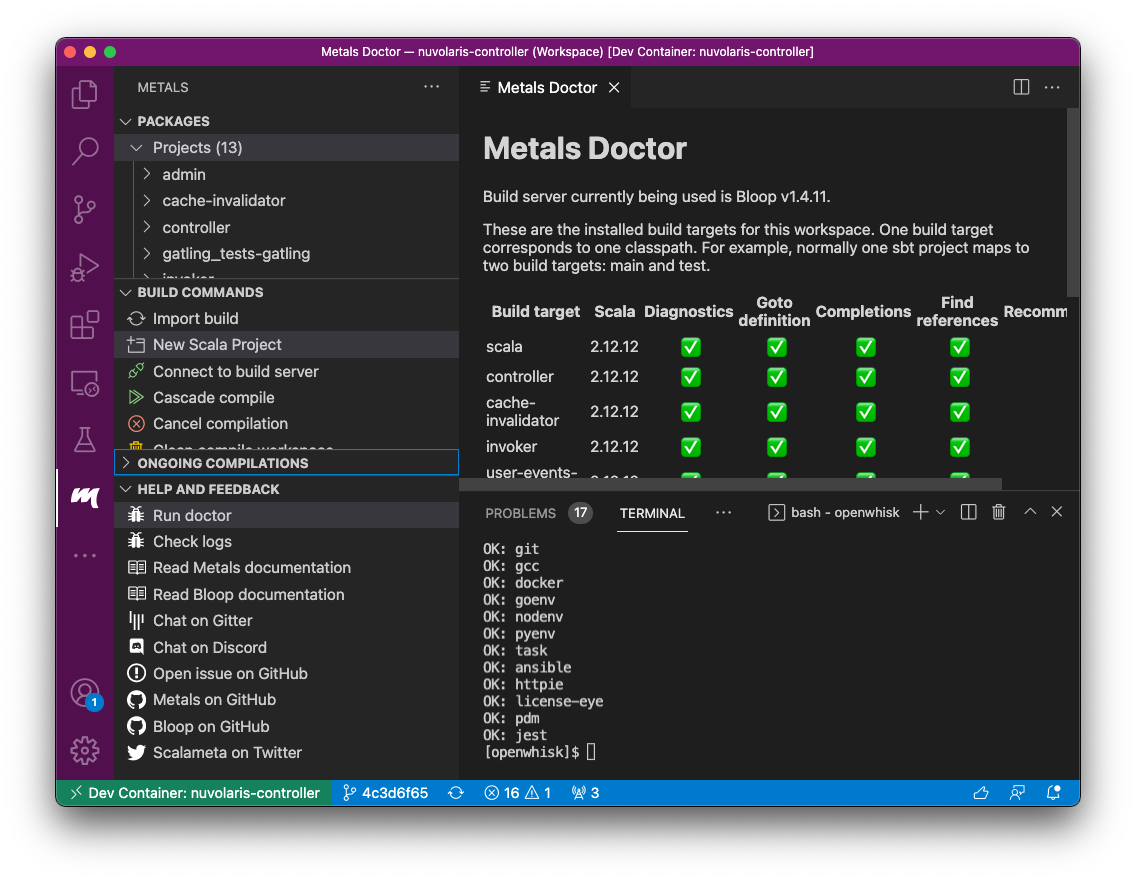 Metals Doctor — nuvolaris-controller (Workspace) [Dev Container: nuvolaris-controller]
METALS
PACKAGES
Projects (13)
admin
cache-invalidator
controller
gatling_tests-gatling
invoker
BUILD COMMANDS
Import build
New Scala Project
Connect to build server
Cascade compile
Cancel compilation
Clean compile workspace
ONGOING COMPILATIONS
HELP AND FEEDBACK
Run doctor
Check logs
Read Metals documentation
Read Bloop documentation
Chat on Gitter
Chat on Discord
Open issue on GitHub
Metals on GitHub
Bloop on GitHub
Scalameta on Twitter
1
Metals Doctor
Metals Doctor
Build server currently being used is Bloop v1.4.11.
These are the installed build targets for this workspace. One build target
corresponds to one classpath. For example, normally one sbt project maps to
two build targets: main and test.
Build target Scala Diagnostics Goto definition Completions Find references Recomm
scala 2.12.12
controller 2.12.12
cache-
invalidator 2.12.12
invoker 2.12.12
user-events- 2.12.12
PROBLEMS 17 TERMINAL bash - openwhisk
OK: git
OK: gcc
OK: docker
OK: goenv
OK: nodenv
OK: pyenv
OK: task
OK: ansible
OK: httpie
OK: license-eye
OK: pdm
OK: jest
[openwhisk]$
Dev Container: nuvolaris-controller 4c3d6f65 16 1 3